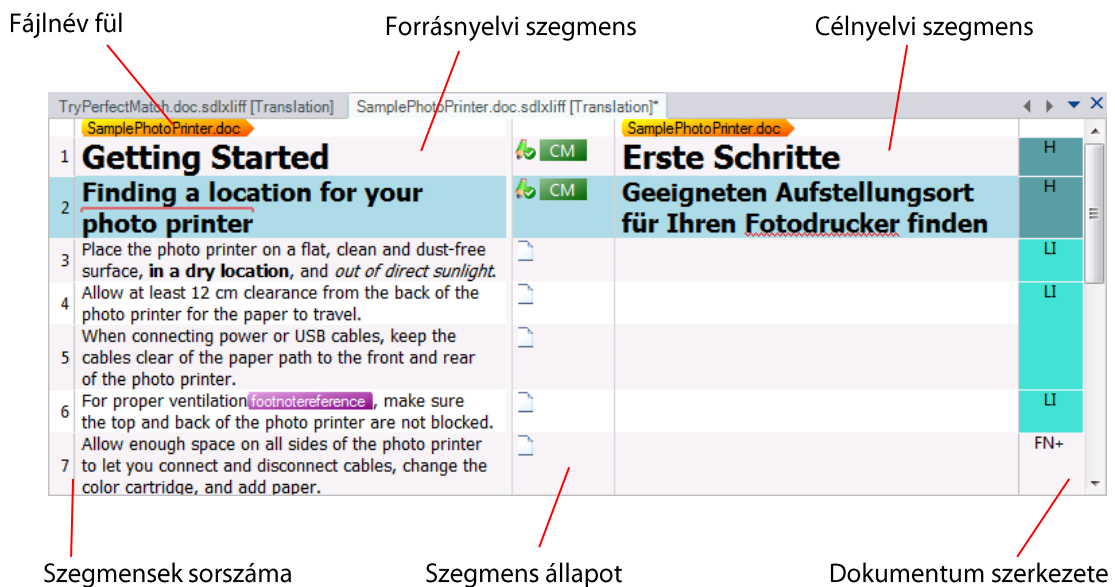 Fájlnév fül
Forrásnyelvi szegmens
Célnyelvi szegmens
TryPerfectMatch.doc.sdlxliff [Translation]
SamplePhotoPrinter.doc.sdlxliff [Translation]*
SamplePhotoPrinter.doc
SamplePhotoPrinter.doc
1 Getting Started
CM
Erste Schritte
H
2 Finding a location for your
photo printer
CM
Geeigneten Aufstellungsort
für Ihren Fotodrucker finden
H
3 Place the photo printer on a flat, clean and dust-free
surface, in a dry location, and out of direct sunlight.
LI
4 Allow at least 12 cm clearance from the back of the
photo printer for the paper to travel.
LI
5 When connecting power or USB cables, keep the
cables clear of the paper path to the front and rear
of the photo printer.
6 For proper ventilation footnotereference , make sure
the top and back of the photo printer are not blocked.
LI
7 Allow enough space on all sides of the photo printer
to let you connect and disconnect cables, change the
color cartridge, and add paper.
FN+
Szegmensek sorszáma
Szegmens állapot
Dokumentum szerkezete